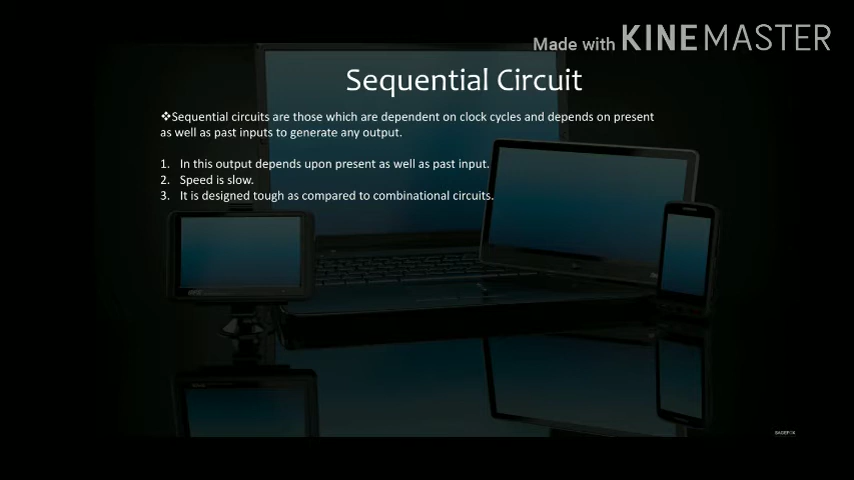 Made with KINEMASTER
Sequential Circuit
❖Sequential circuits are those which are dependent on clock cycles and depends on present
as well as past inputs to generate any output.
1. In this output depends upon present as well as past input.
2. Speed is slow.
3. It is designed tough as compared to combinational circuits.